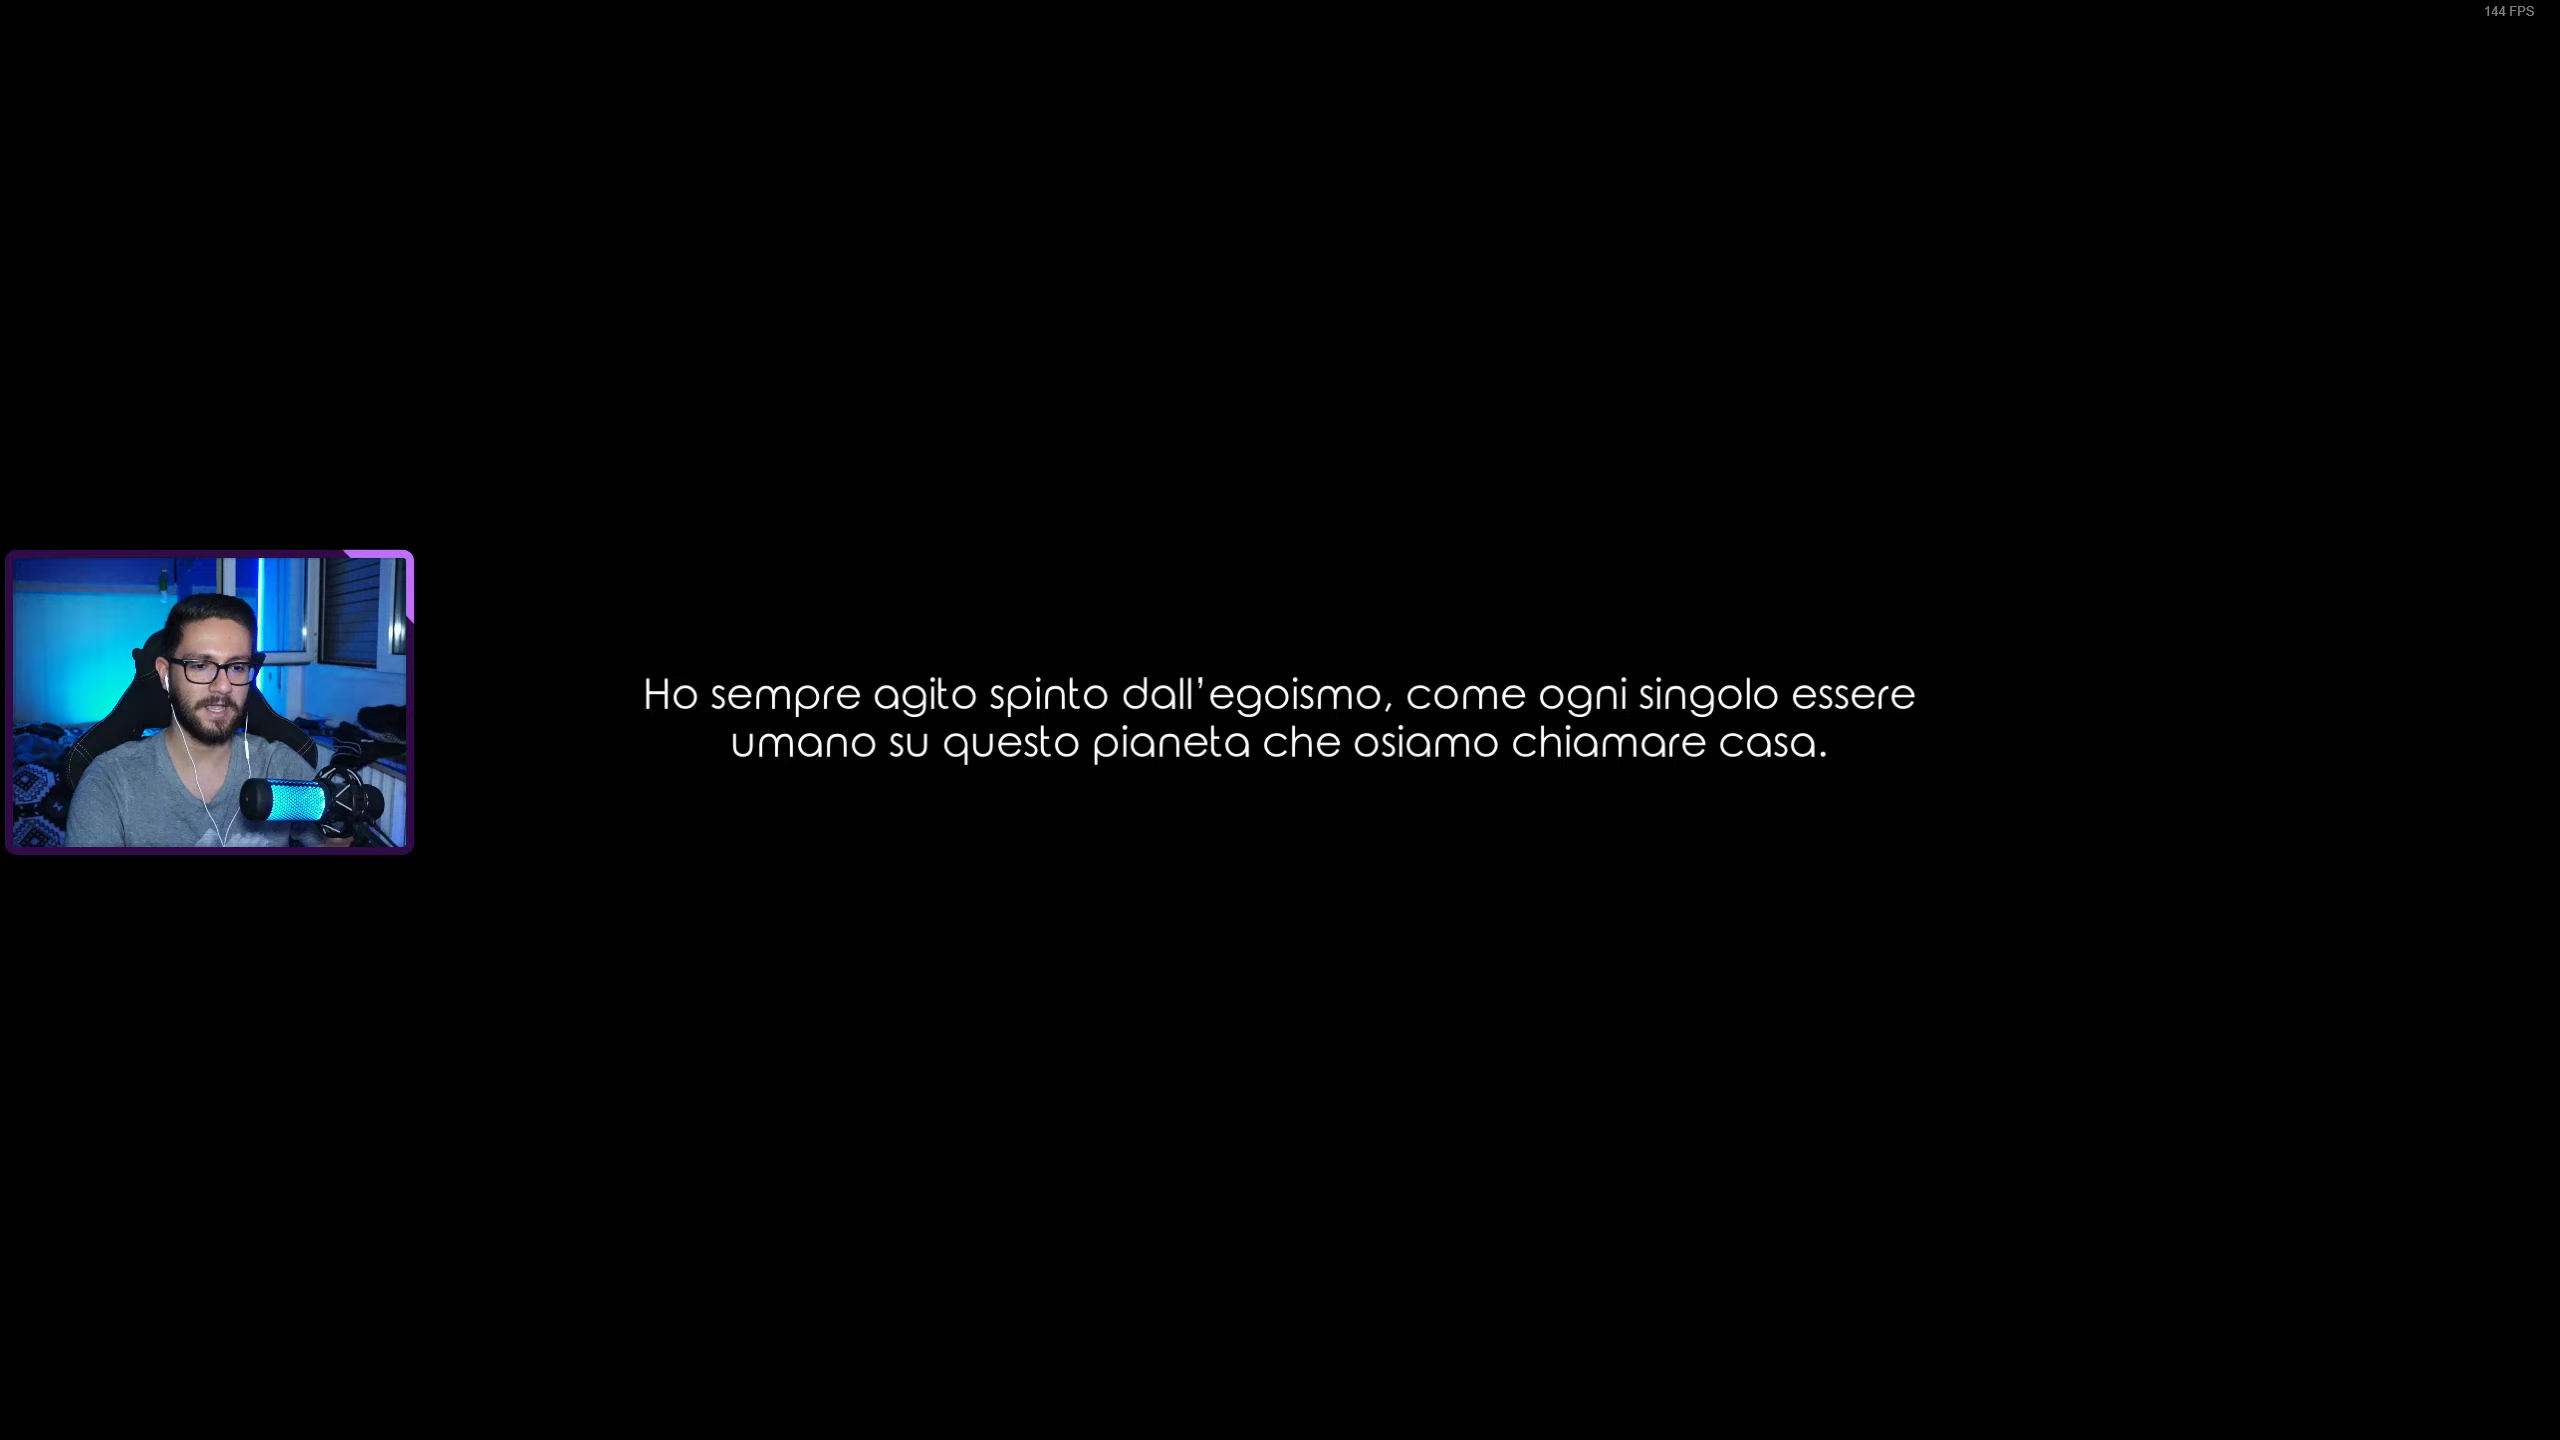 144 FPS
Ho sempre agito spinto dall’egoismo, come ogni singolo essere
umano su questo pianeta che osiamo chiamare casa.